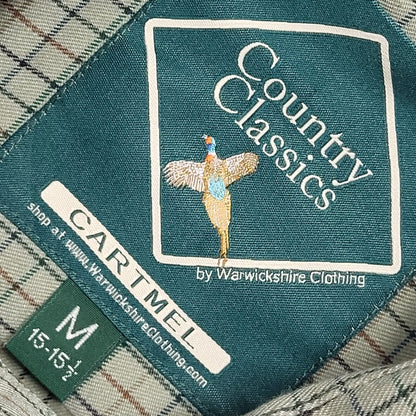 Country
Classics
by Warwickshire Clothing
CARTMEL
shop at www.WarwickshireClothing.com
M
15-15½